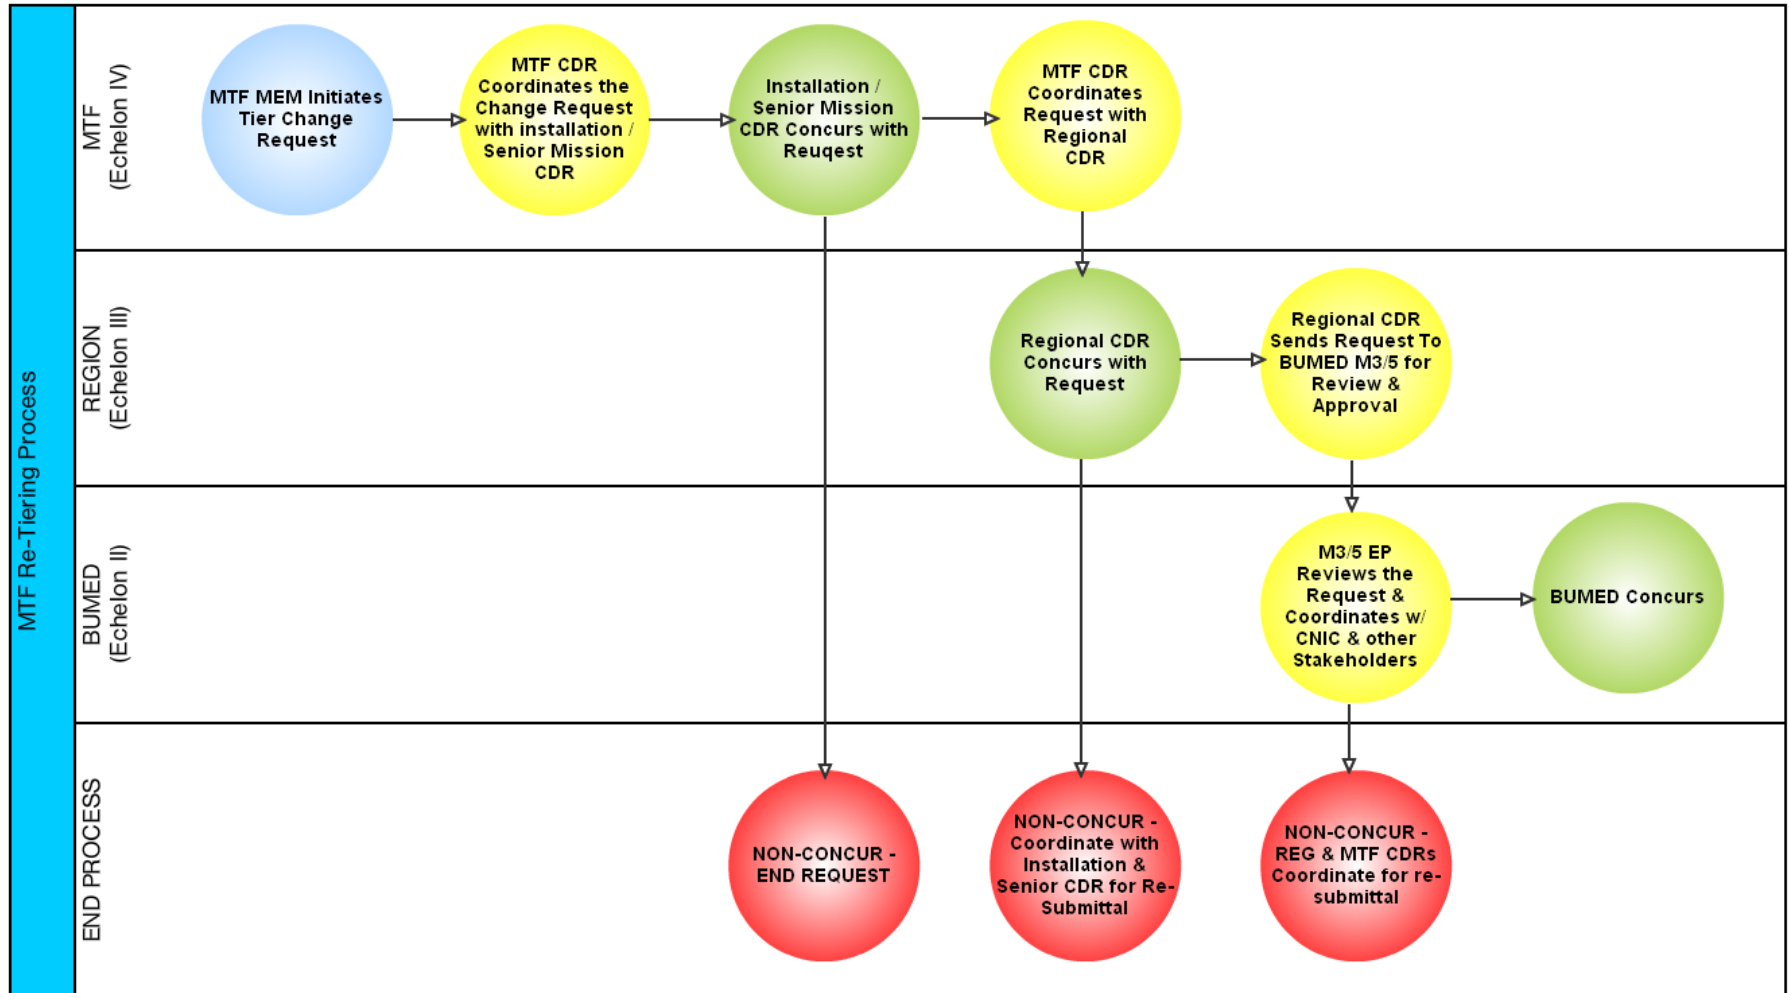 MTF Re-Tiering Process
MTF
(Echelon IV)
MTF MEM Initiates
Tier Change
Request
MTF CDR
Coordinates the
Change Request
with installation /
Senior Mission
CDR
Installation /
Senior Mission
CDR Concurs with
Reuqest
MTF CDR
Coordinates
Request with
Regional
CDR
REGION
(Echelon III)
Regional CDR
Concurs with
Request
Regional CDR
Sends Request To
BUMED M3/5 for
Review &
Approval
BUMED
(Echelon II)
M3/5 EP
Reviews the
Request &
Coordinates w/
CNIC & other
Stakeholders
BUMED Concurs
END PROCESS
NON-CONCUR -
END REQUEST
NON-CONCUR -
Coordinate with
Installation &
Senior CDR for Re-
Submittal
NON-CONCUR -
REG & MTF CDRs
Coordinate for re-
submittal